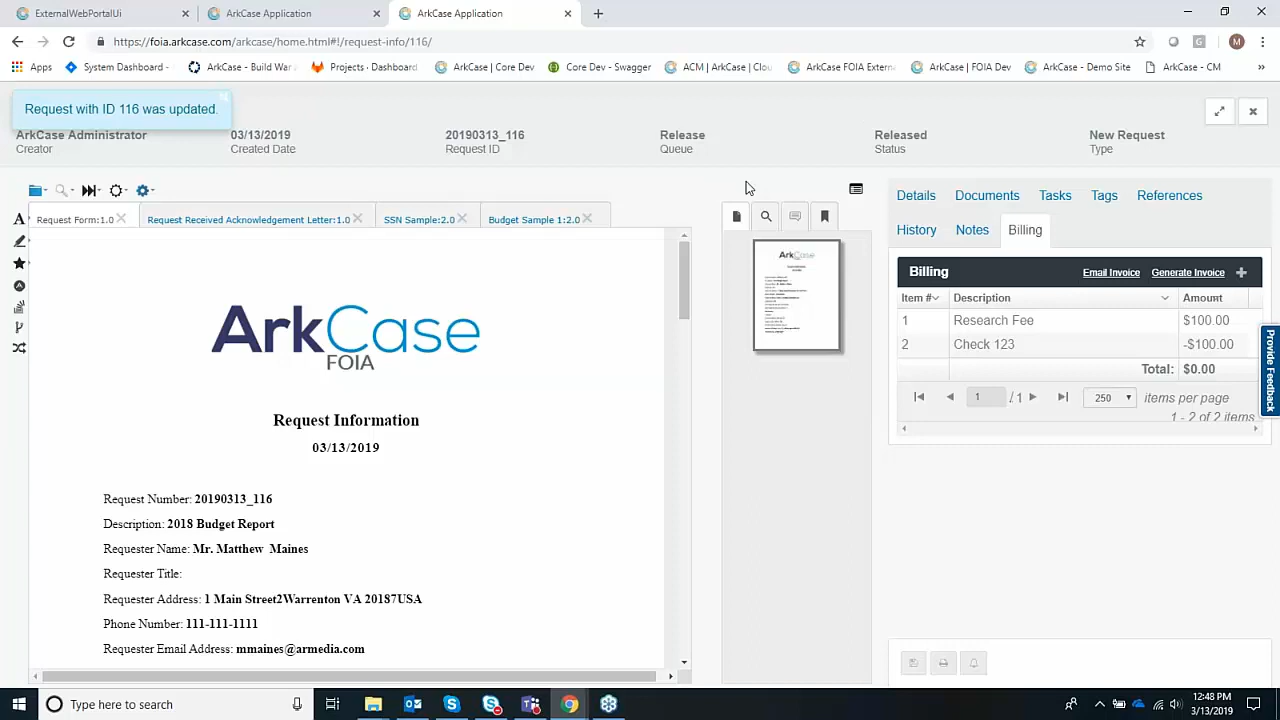 ExternalWebPortalUi
ArkCase Application
ArkCase Application
https://foia.arkcase.com/arkcase/home.html#!/request-info/116/
M
Apps
System Dashboard -
ArkCase - Build War
Projects · Dashboard
ArkCase | Core Dev
Core Dev - Swagger
ACM | ArkCase | Clou
ArkCase FOIA Extern
ArkCase | FOIA Dev
ArkCase - Demo Site
ArkCase - CM
»
Request with ID 116 was updated.
ArkCase Administrator
Creator
03/13/2019
Created Date
20190313_116
Request ID
Release
Queue
Released
Status
New Request
Type
Request Form:1.0
Request Received Acknowledgement Letter:1.0
SSN Sample:2.0
Budget Sample 1:2.0
ArkCase
FOIA
Request Information
03/13/2019
Request Number: 20190313_116
Description: 2018 Budget Report
Requester Name: Mr. Matthew Maines
Requester Title:
Requester Address: 1 Main Street2Warrenton VA 20187USA
Phone Number: 111-111-1111
Requester Email Address: mmaines@armedia.com
Details
Documents
Tasks
Tags
References
History
Notes
Billing
Billing
Email Invoice
Generate Invoice
Item #
Description
Amount
1 Research Fee $100.00
2 Check 123 -$100.00
Total: $0.00
1 / 1
250
items per page
1 - 2 of 2 items
Provide Feedback
Type here to search
12:48 PM
3/13/2019